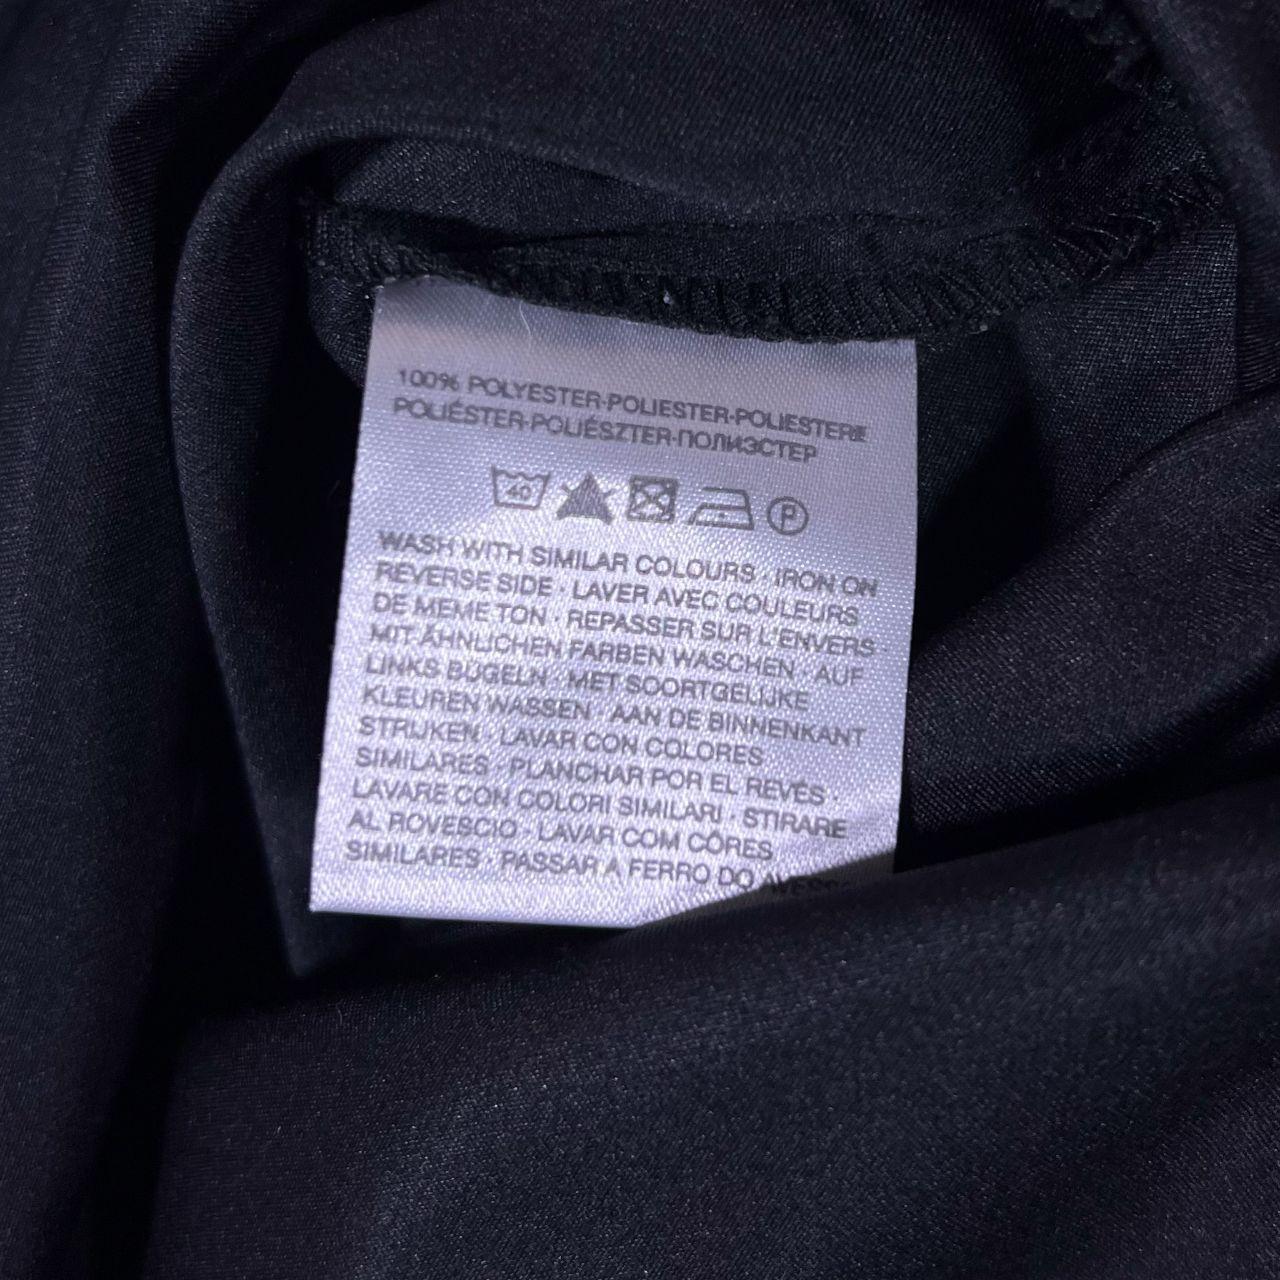 100% POLYESTER·POLIESTER·POLIESTERE
POLIÉSTER·POLIÉSZTER·ПОЛИЭСТЕР
40 P
WASH WITH SIMILAR COLOURS · IRON ON
REVERSE SIDE · LAVER AVEC COULEURS
DE MEME TON · REPASSER SUR L'ENVERS ·
MIT ÄHNLICHEN FARBEN WASCHEN · AUF
LINKS BÜGELN · MET SOORTGELIJKE
KLEUREN WASSEN · AAN DE BINNENKANT
STRIJKEN · LAVAR CON COLORES
SIMILARES · PLANCHAR POR EL REVÉS ·
LAVARE CON COLORI SIMILARI · STIRARE
AL ROVESCIO · LAVAR COM CÔRES
SIMILARES · PASSAR A FERRO DO